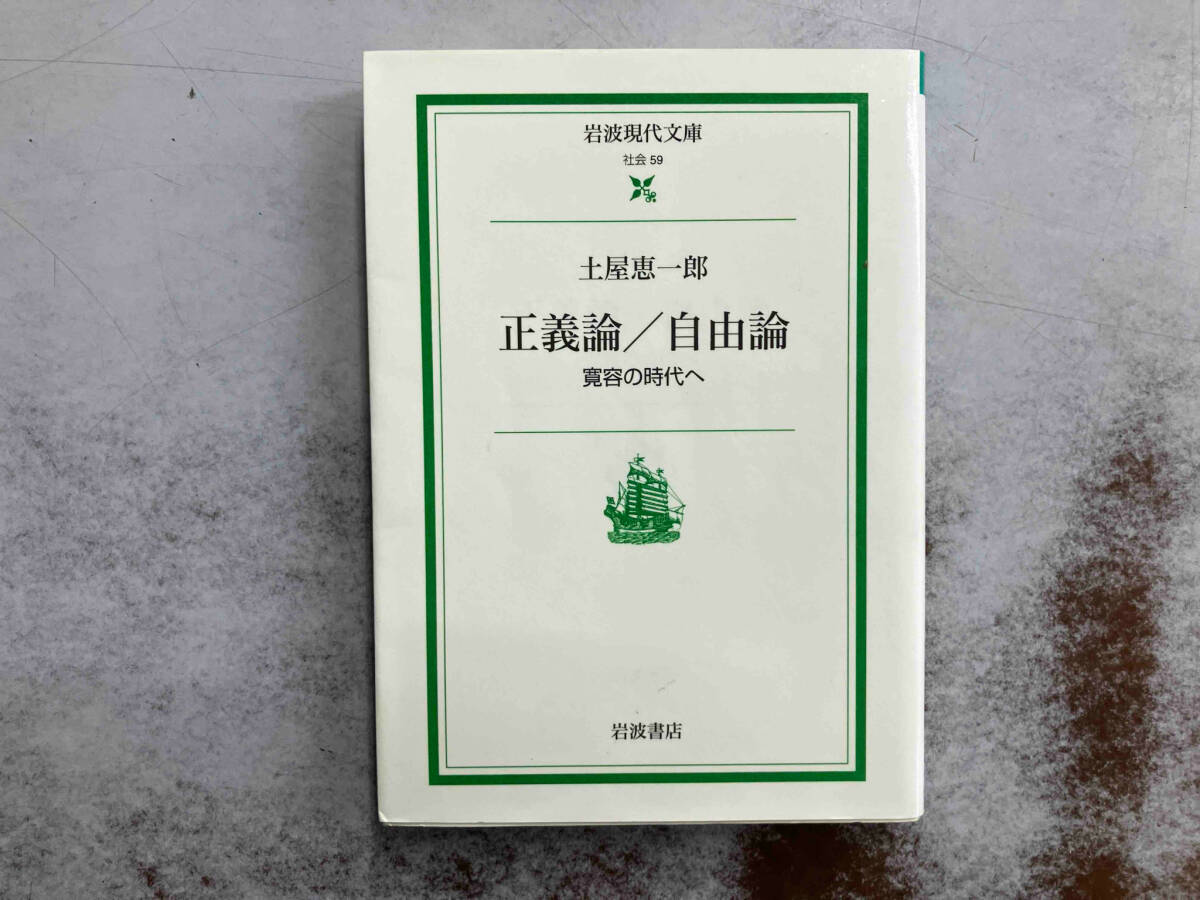 岩波現代文庫
社会 59
土屋恵一郎
正義論／自由論
寛容の時代へ
岩波書店